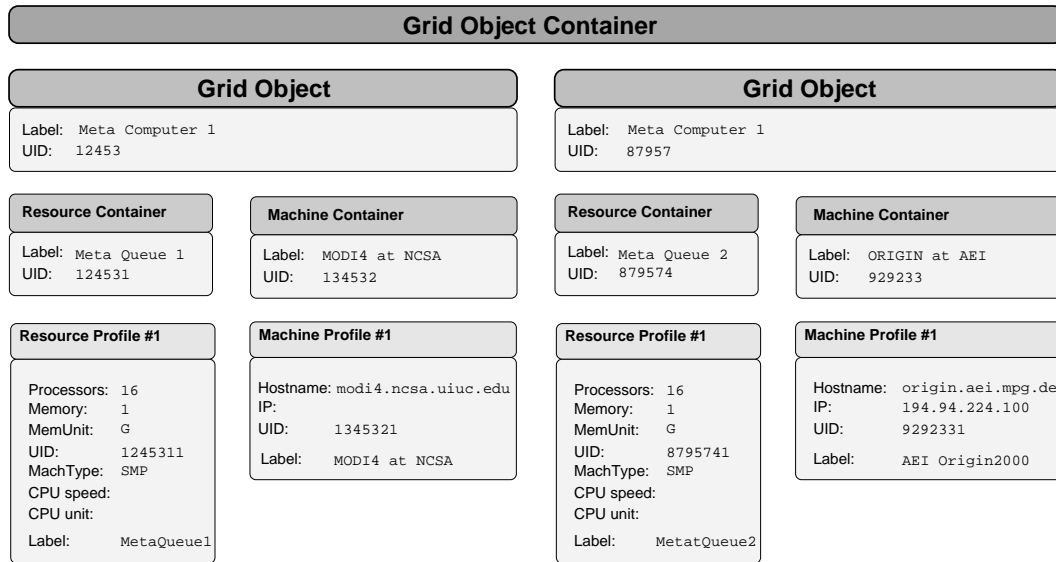 Grid Object Container
Grid Object
Label: Meta Computer 1
UID: 12453
Resource Container
Label: Meta Queue 1
UID: 124531
Machine Container
Label: MODI4 at NCSA
UID: 134532
Resource Profile #1
Processors: 16
Memory: 1
MemUnit: G
UID: 1245311
MachType: SMP
CPU speed:
CPU unit:
Label: MetaQueue1
Machine Profile #1
Hostname: modi4.ncsa.uiuc.edu
IP:
UID: 1345321
Label: MODI4 at NCSA
Grid Object
Label: Meta Computer 1
UID: 87957
Resource Container
Label: Meta Queue 2
UID: 879574
Machine Container
Label: ORIGIN at AEI
UID: 929233
Resource Profile #1
Processors: 16
Memory: 1
MemUnit: G
UID: 8795741
MachType: SMP
CPU speed:
CPU unit:
Label: MetatQueue2
Machine Profile #1
Hostname: origin.aei.mpg.de
IP: 194.94.224.100
UID: 9292331
Label: AEI Origin2000